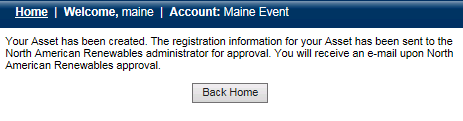 Home | Welcome, maine | Account: Maine Event
Your Asset has been created. The registration information for your Asset has been sent to the
North American Renewables administrator for approval. You will receive an e-mail upon North
American Renewables approval.
Back Home